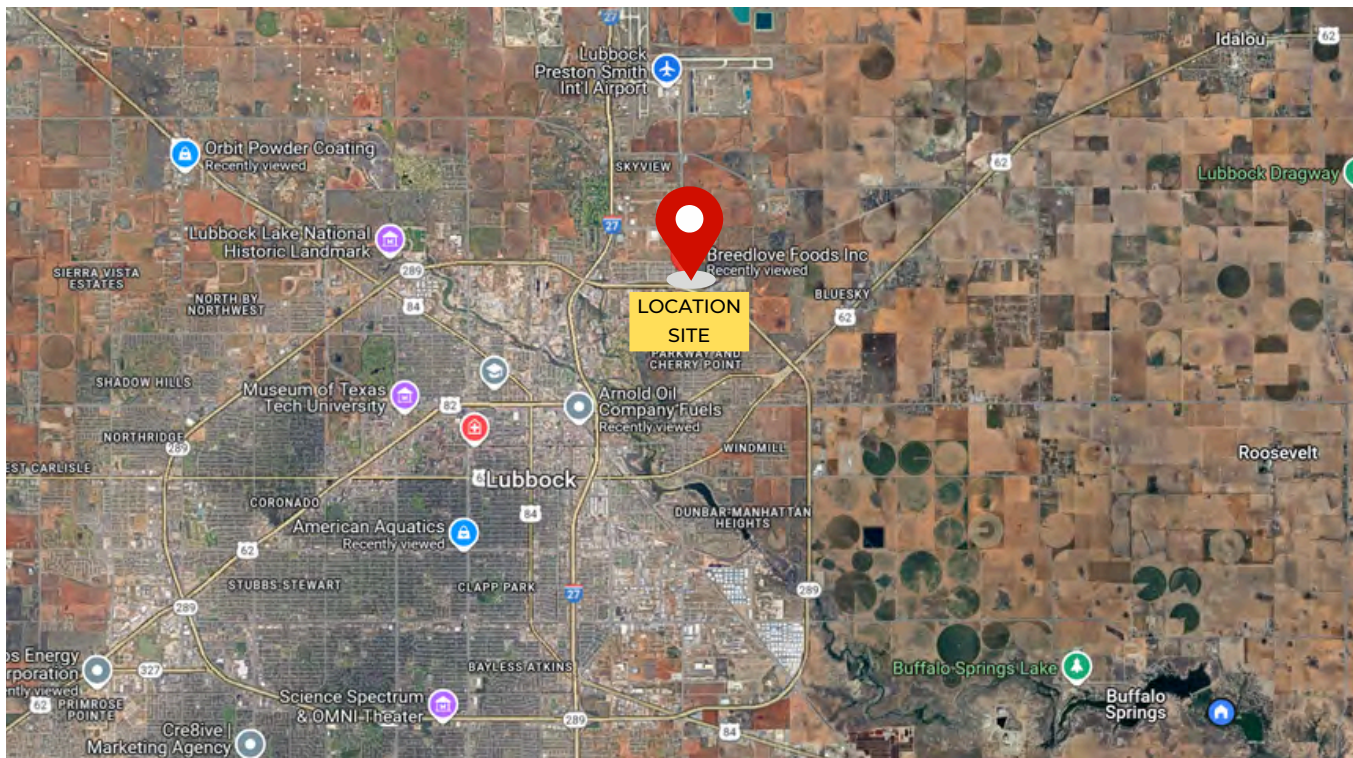 27
Lubbock
Preston Smith
Int'l Airport
Idalou
62
Orbit Powder Coating
Recently viewed
SKYVIEW
62
Lubbock Dragway
27
Lubbock Lake National
Historic Landmark
Breedlove Foods Inc
Recently viewed
289
SIERRA VISTA
ESTATES
NORTH BY
NORTHWEST
84
LOCATION
SITE
BLUESKY
62
PARKWAY AND
CHERRY POINT
SHADOW HILLS
Museum of Texas
Tech University
82
Arnold Oil
Company Fuels
Recently viewed
NORTHRIDGE
289
WINDMILL
EST CARLISLE
Roosevelt
Lubbock
CORONADO
84
DUNBAR-MANHATTAN
HEIGHTS
American Aquatics
Recently viewed
62
STUBBS STEWART
CLAPP PARK
27
289
289
os Energy
rporation
ently viewed
327
BAYLESS ATKINS
Buffalo Springs Lake
62
PRIMROSE
POINTE
Science Spectrum
& OMNI Theater
Buffalo
Springs
289
84
Cre8ive |
Marketing Agency